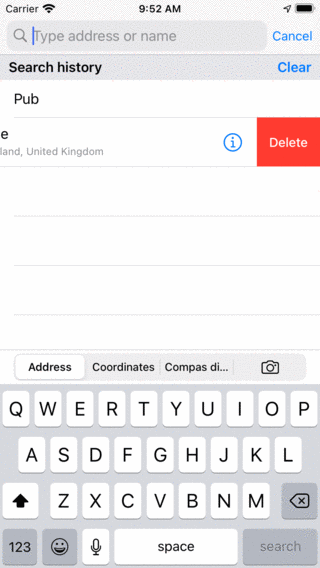 Carrier 9:52 AM
Type address or name Cancel
Search history Clear
Pub
e
land, United Kingdom
Delete
Address Coordinates Compas di...
Q W E R T Y U I O P
A S D F G H J K L
Z X C V B N M
123 space search